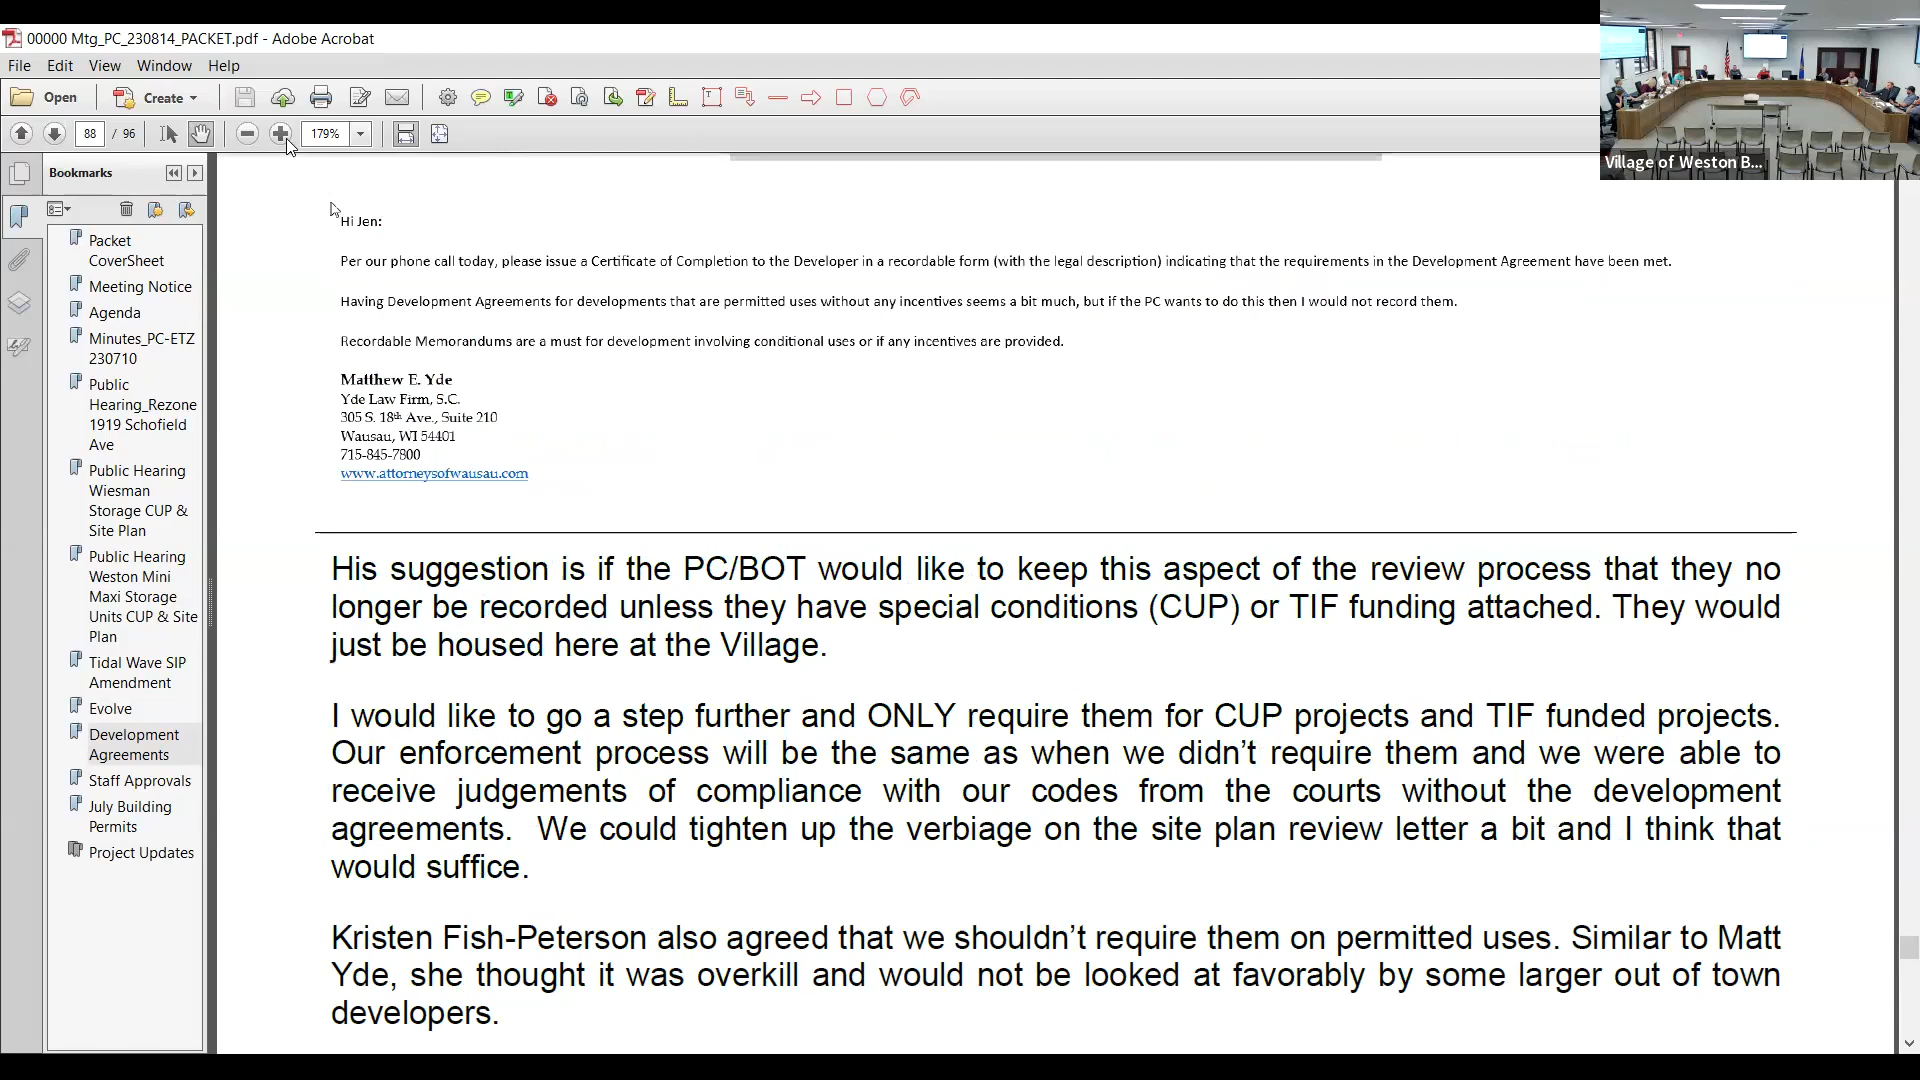 00000 Mtg_PC_230814_PACKET.pdf - Adobe Acrobat
File Edit View Window Help
Open Create
88 / 96 179%
Bookmarks
Packet
CoverSheet
Meeting Notice
Agenda
Minutes_PC-ETZ
230710
Public
Hearing_Rezone
1919 Schofield
Ave
Public Hearing
Wiesman
Storage CUP &
Site Plan
Public Hearing
Weston Mini
Maxi Storage
Units CUP & Site
Plan
Tidal Wave SIP
Amendment
Evolve
Development
Agreements
Staff Approvals
July Building
Permits
Project Updates
Village of Weston B...
Hi Jen:
Per our phone call today, please issue a Certificate of Completion to the Developer in a recordable form (with the legal description) indicating that the requirements in the Development Agreement have been met.
Having Development Agreements for developments that are permitted uses without any incentives seems a bit much, but if the PC wants to do this then I would not record them.
Recordable Memorandums are a must for development involving conditional uses or if any incentives are provided.
Matthew E. Yde
Yde Law Firm, S.C.
305 S. 18th Ave., Suite 210
Wausau, WI 54401
715-845-7800
www.attorneysofwausau.com
His suggestion is if the PC/BOT would like to keep this aspect of the review process that they no
longer be recorded unless they have special conditions (CUP) or TIF funding attached. They would
just be housed here at the Village.
I would like to go a step further and ONLY require them for CUP projects and TIF funded projects.
Our enforcement process will be the same as when we didn’t require them and we were able to
receive judgements of compliance with our codes from the courts without the development
agreements.  We could tighten up the verbiage on the site plan review letter a bit and I think that
would suffice.
Kristen Fish-Peterson also agreed that we shouldn’t require them on permitted uses. Similar to Matt
Yde, she thought it was overkill and would not be looked at favorably by some larger out of town
developers.